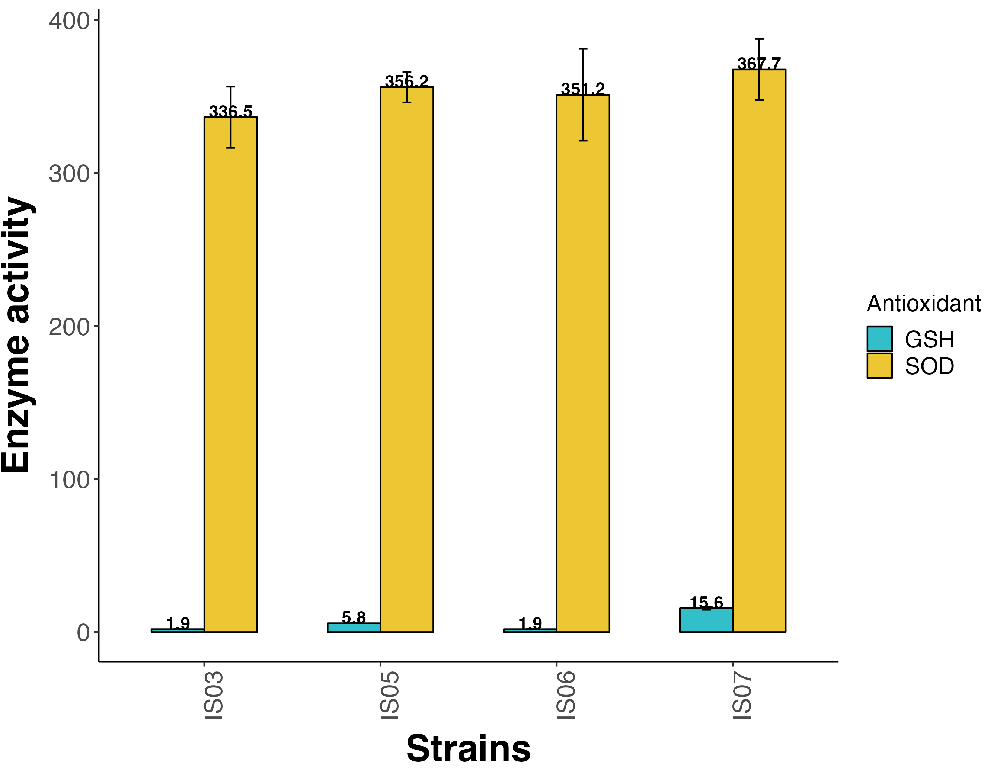 Enzyme activity
400
300
200
100
0
336.5
356.2
351.2
367.7
1.9
5.8
1.9
15.6
IS03
IS05
IS06
IS07
Strains
Antioxidant
GSH
SOD